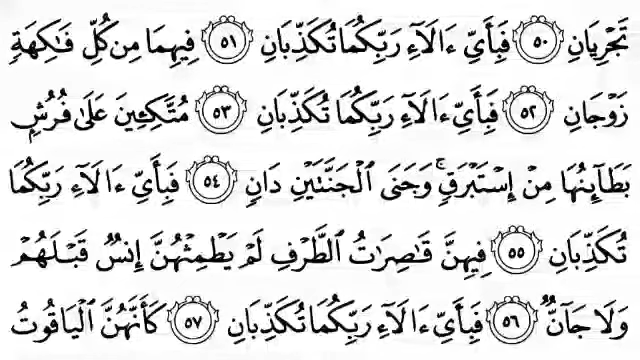 تَجْرِيَانِ ٥٠ فَبِأَيِّ ءَالَآءِ رَبِّكُمَا تُكَذِّبَانِ ٥١ فِيهِمَا مِن كُلِّ فَٰكِهَةٍ
زَوْجَانِ ٥٢ فَبِأَيِّ ءَالَآءِ رَبِّكُمَا تُكَذِّبَانِ ٥٣ مُتَّكِـِٔينَ عَلَىٰ فُرُشٍۭ
بَطَآئِنُهَا مِنْ إِسْتَبْرَقٍۚ وَجَنَى ٱلْجَنَّتَيْنِ دَانٍ ٥٤ فَبِأَيِّ ءَالَآءِ رَبِّكُمَا
تُكَذِّبَانِ ٥٥ فِيهِنَّ قَٰصِرَٰتُ ٱلطَّرْفِ لَمْ يَطْمِثْهُنَّ إِنسٌ قَبْلَهُمْ
وَلَا جَآنٌّ ٥٦ فَبِأَيِّ ءَالَآءِ رَبِّكُمَا تُكَذِّبَانِ ٥٧ كَأَنَّهُنَّ ٱلْيَاقُوتُ